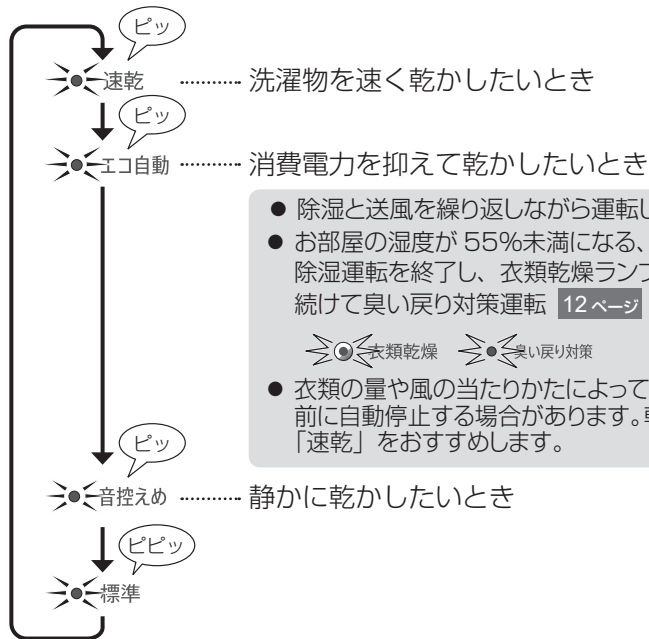 ピッ
速乾 ………… 洗濯物を速く乾かしたいとき
ピッ
エコ自動 ………… 消費電力を抑えて乾かしたいとき
● 除湿と送風を繰り返しながら運転し
● お部屋の湿度が 55%未満になる、
除湿運転を終了し、衣類乾燥ランプ
続けて臭い戻り対策運転 12 ページ
衣類乾燥 臭い戻り対策
● 衣類の量や風の当たりかたによって
前に自動停止する場合があります。
「速乾」をおすすめします。
ピッ
音控えめ ………… 静かに乾かしたいとき
ピピッ
標準